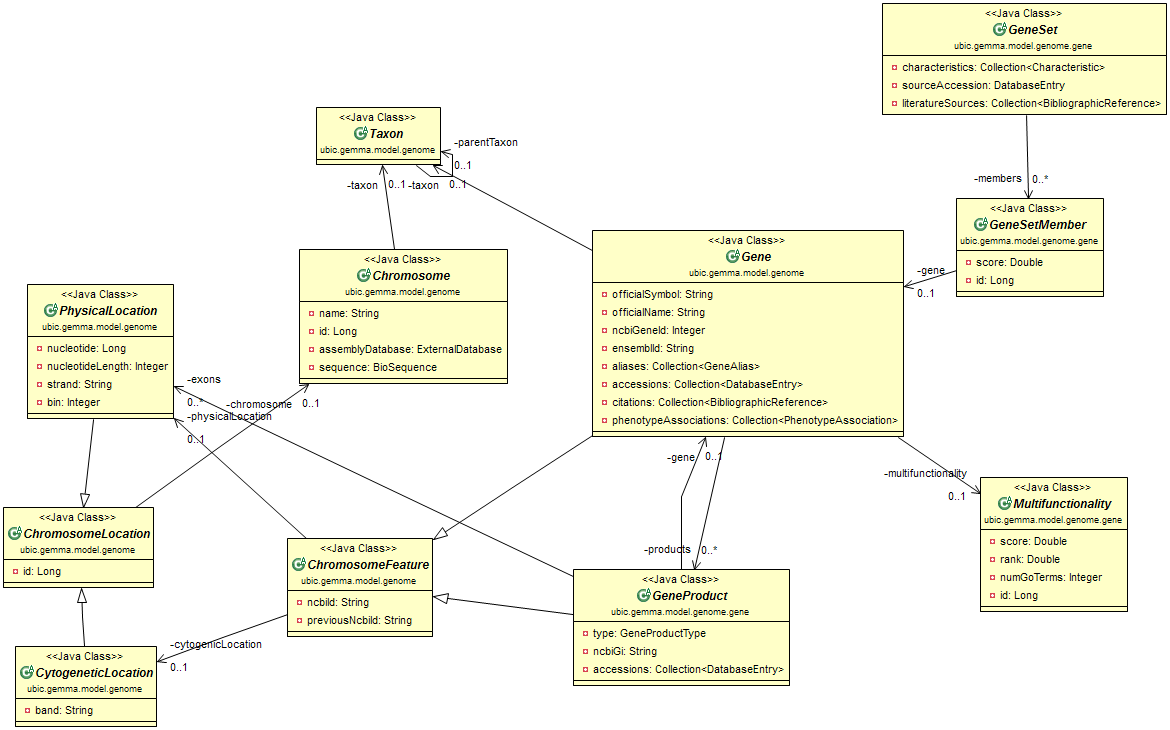 <<Java Class>>
GeneSet
ubic.gemma.model.genome.gene
characteristics: Collection<Characteristic>
sourceAccession: DatabaseEntry
literatureSources: Collection<BibliographicReference>
-members 0..*
<<Java Class>>
Taxon
ubic.gemma.model.genome
-parentTaxon
0..1
-taxon 0..1
-taxon 0..1
<<Java Class>>
GeneSetMember
ubic.gemma.model.genome.gene
score: Double
id: Long
-gene
0..1
<<Java Class>>
Gene
ubic.gemma.model.genome
officialSymbol: String
officialName: String
ncbiGeneId: Integer
ensemblId: String
aliases: Collection<GeneAlias>
accessions: Collection<DatabaseEntry>
citations: Collection<BibliographicReference>
phenotypeAssociations: Collection<PhenotypeAssociation>
<<Java Class>>
Chromosome
ubic.gemma.model.genome
name: String
id: Long
assemblyDatabase: ExternalDatabase
sequence: BioSequence
<<Java Class>>
PhysicalLocation
ubic.gemma.model.genome
nucleotide: Long
nucleotideLength: Integer
strand: String
bin: Integer
-exons
0..*
-chromosome 0..1
-physicalLocation
0..1
-gene 0..1
-multifunctionality
0..1
<<Java Class>>
Multifunctionality
ubic.gemma.model.genome.gene
score: Double
rank: Double
numGoTerms: Integer
id: Long
<<Java Class>>
ChromosomeLocation
ubic.gemma.model.genome
id: Long
<<Java Class>>
ChromosomeFeature
ubic.gemma.model.genome
ncbiId: String
previousNcbiId: String
-products 0..*
<<Java Class>>
GeneProduct
ubic.gemma.model.genome.gene
type: GeneProductType
ncbiGi: String
accessions: Collection<DatabaseEntry>
-cytogenicLocation
0..1
<<Java Class>>
CytogeneticLocation
ubic.gemma.model.genome
band: String